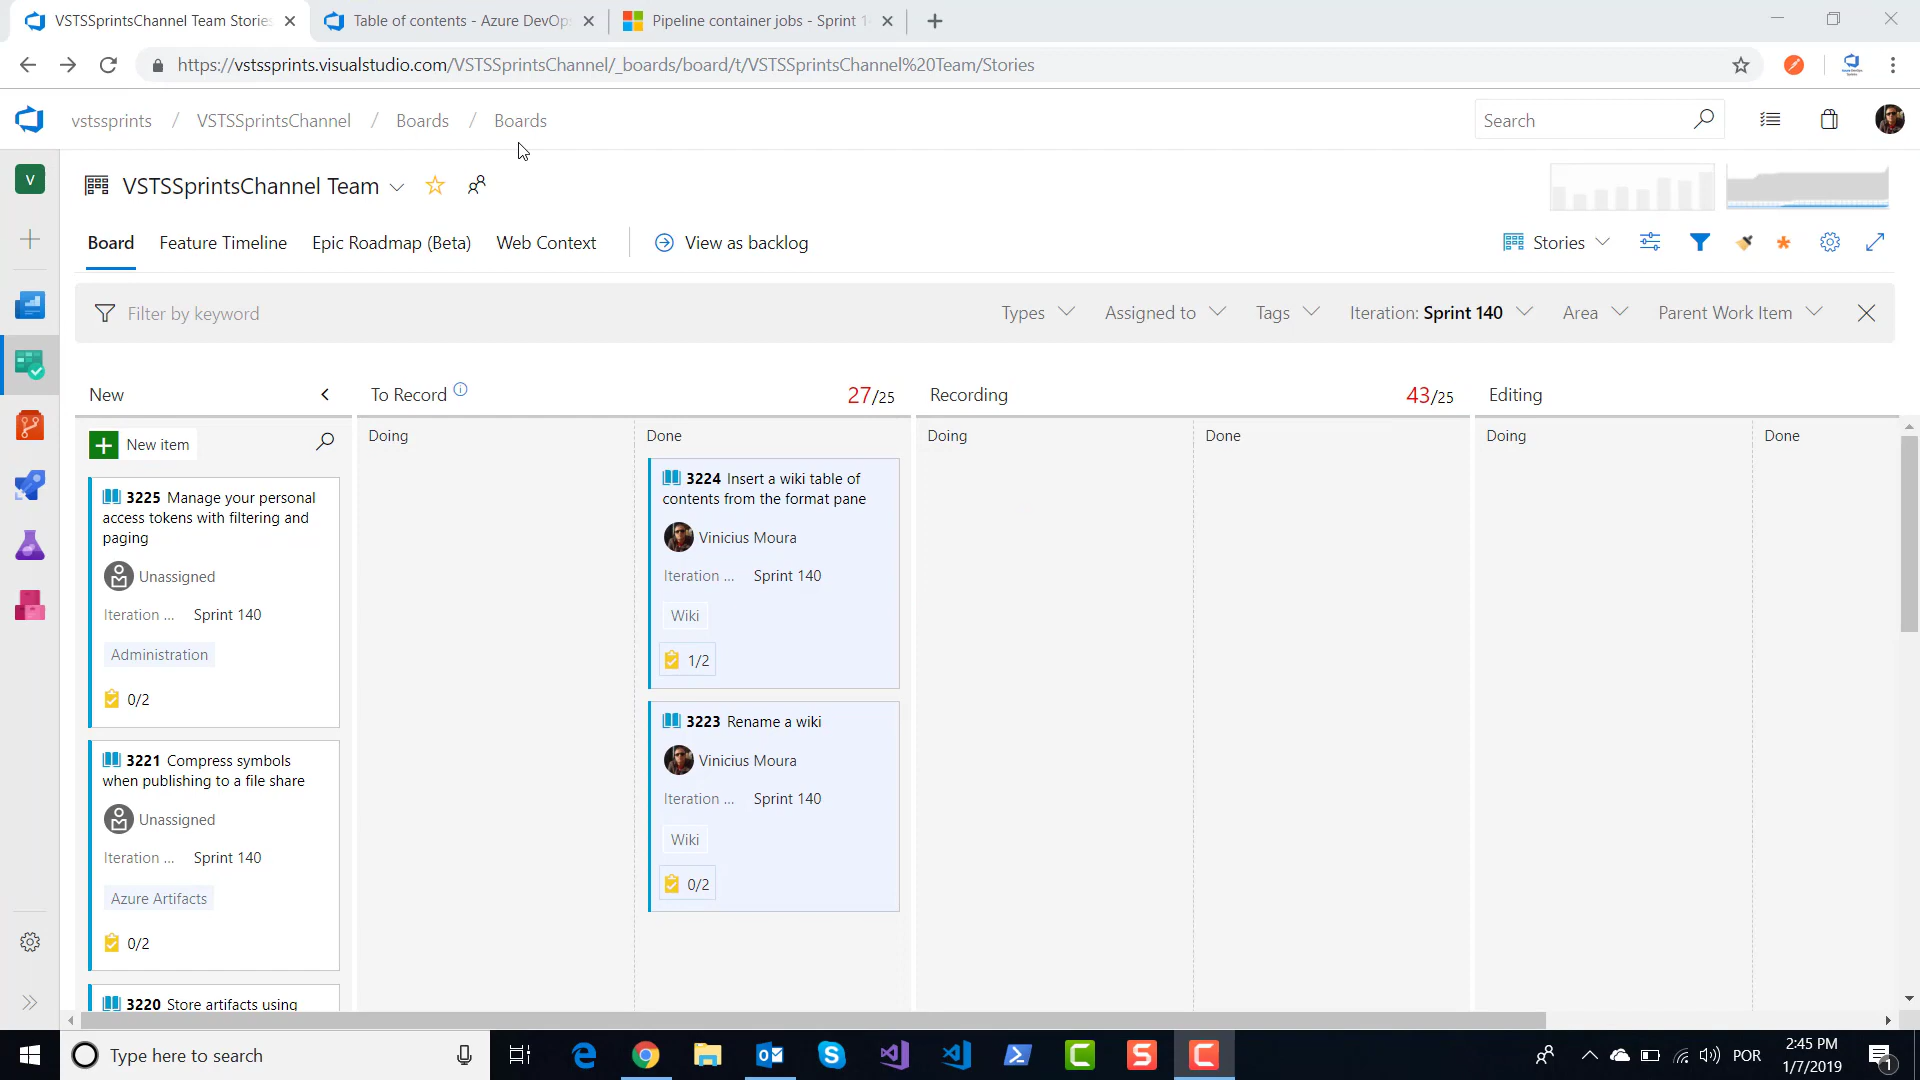 VSTSSprintsChannel Team Stories
Table of contents - Azure DevOps
Pipeline container jobs - Sprint 1
https://vstssprints.visualstudio.com/VSTSSprintsChannel/_boards/board/t/VSTSSprintsChannel%20Team/Stories
vstssprints / VSTSSprintsChannel / Boards / Boards
Search
V
VSTSSprintsChannel Team
Board Feature Timeline Epic Roadmap (Beta) Web Context View as backlog Stories
Filter by keyword Types Assigned to Tags Iteration: Sprint 140 Area Parent Work Item
New To Record 27/25 Recording 43/25 Editing
Doing Done Doing Done Doing Done
New item
3225 Manage your personal
access tokens with filtering and
paging
Unassigned
Iteration ... Sprint 140
Administration
0/2
3221 Compress symbols
when publishing to a file share
Unassigned
Iteration ... Sprint 140
Azure Artifacts
0/2
3220 Store artifacts using
3224 Insert a wiki table of
contents from the format pane
Vinicius Moura
Iteration ... Sprint 140
Wiki
1/2
3223 Rename a wiki
Vinicius Moura
Iteration ... Sprint 140
Wiki
0/2
Type here to search
POR
2:45 PM
1/7/2019
1